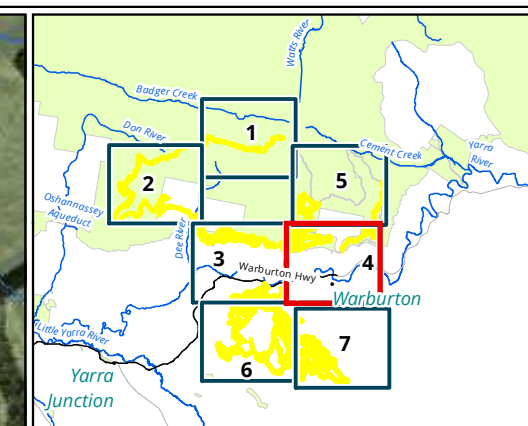 Watts River
Badger Creek
Don River
1
Cement Creek
Yarra
River
2
5
Oshannassey
Aqueduct
Dee River
3
Warburton Hwy
4
Warburton
Little Yarra River
7
6
Yarra
Junction